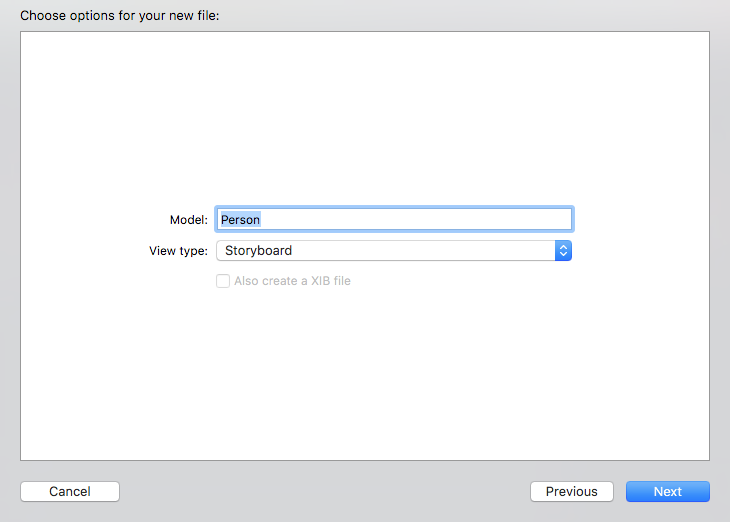 Choose options for your new file:
Model: Person
View type: Storyboard
Also create a XIB file
Cancel Previous Next